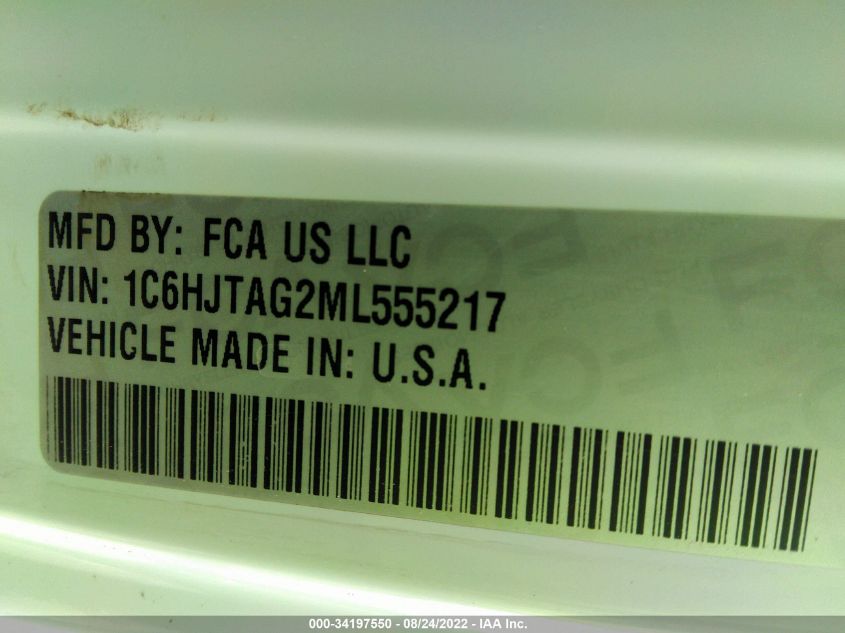 MFD BY: FCA US LLC
VIN: 1C6HJTAG2ML555217
VEHICLE MADE IN: U.S.A.
000-34197550 - 08/24/2022 - IAA Inc.